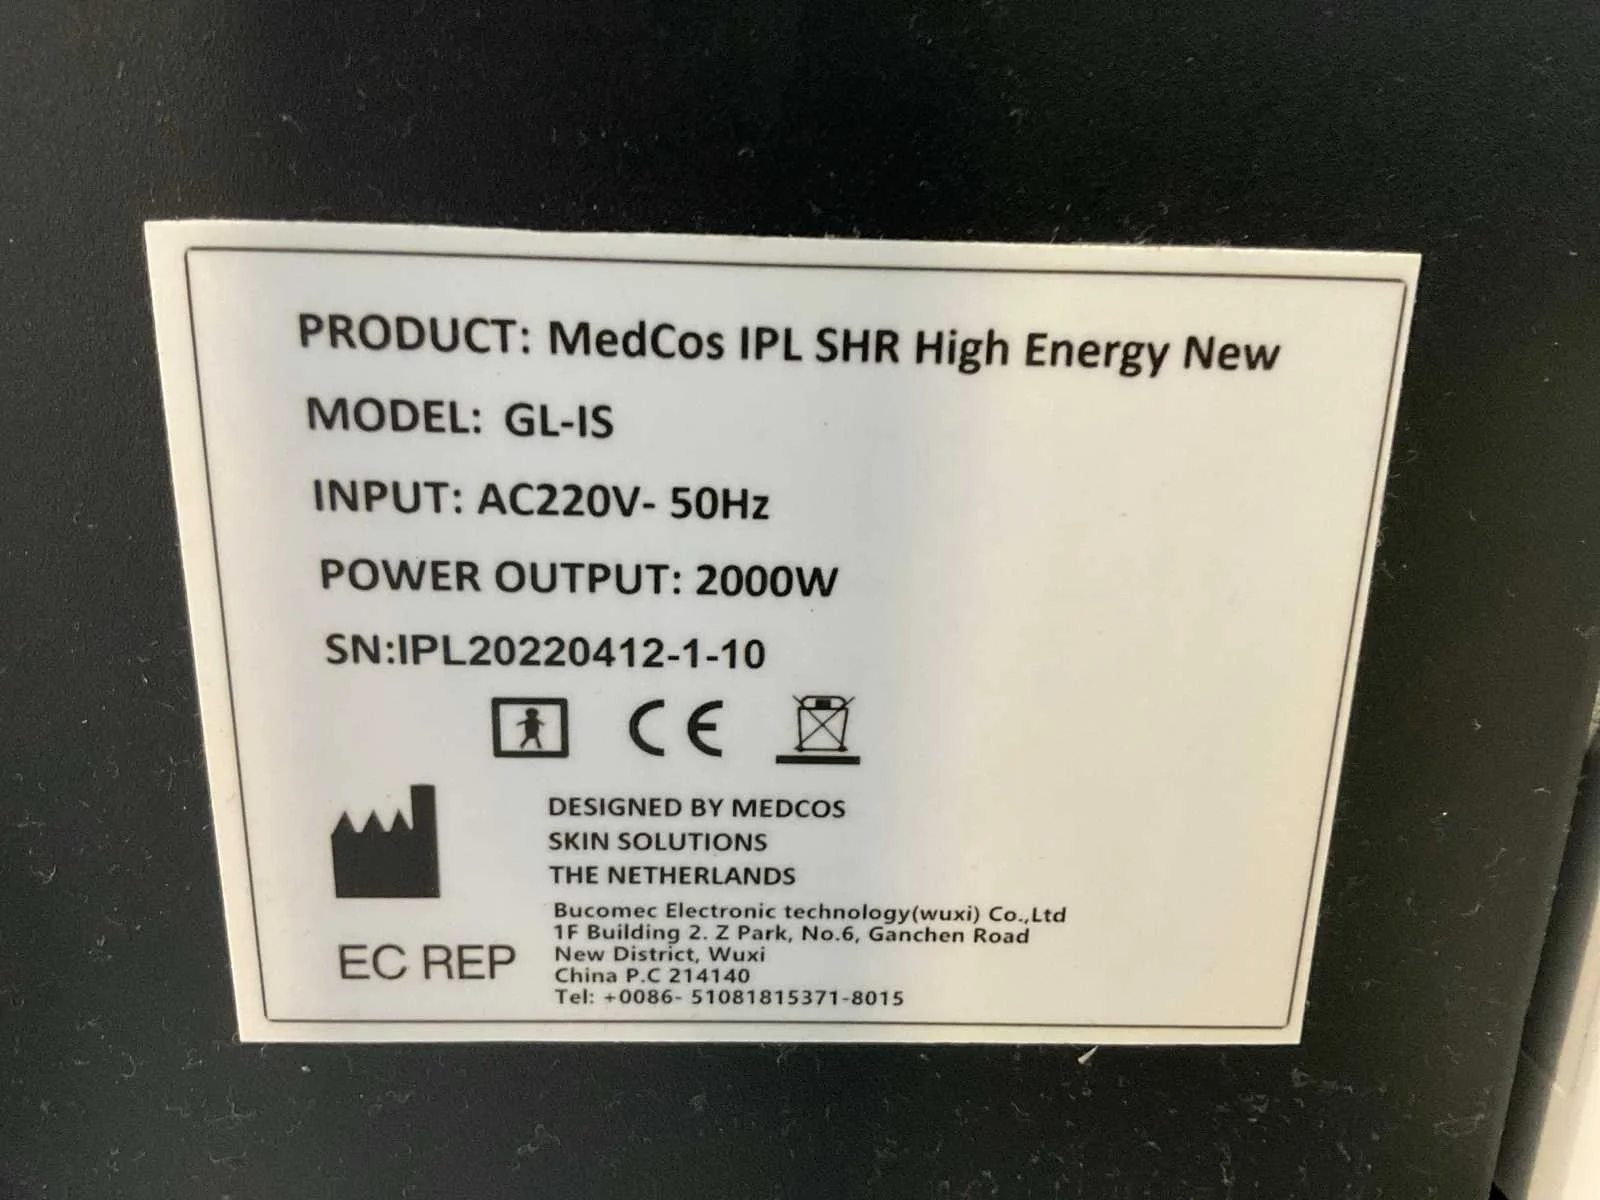 PRODUCT: MedCos IPL SHR High Energy New
MODEL: GL-IS
INPUT: AC220V- 50Hz
POWER OUTPUT: 2000W
SN:IPL20220412-1-10
CE
DESIGNED BY MEDCOS
SKIN SOLUTIONS
THE NETHERLANDS
EC REP
Bucomec Electronic technology(wuxi) Co.,Ltd
1F Building 2. Z Park, No.6, Ganchen Road
New District, Wuxi
China P.C 214140
Tel: +0086- 51081815371-8015